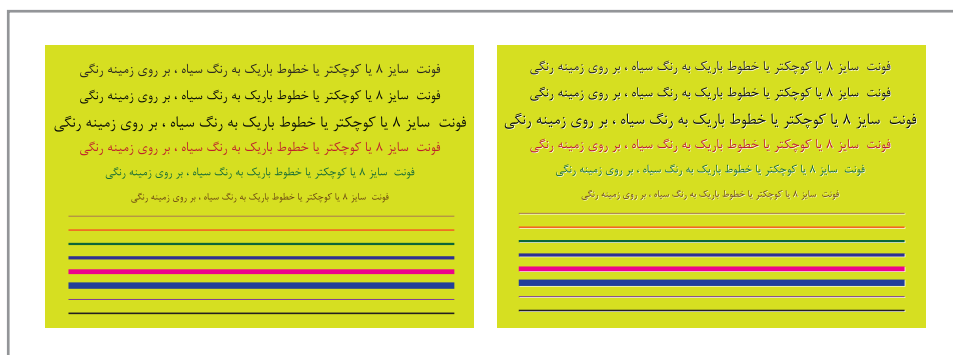 فونت سایز ۸ یا کوچکتر یا خطوط باریک به رنگ سیاه ، بر روی زمینه رنگی
فونت سایز ۸ یا کوچکتر یا خطوط باریک به رنگ سیاه ، بر روی زمینه رنگی
فونت سایز ۸ یا کوچکتر یا خطوط باریک به رنگ سیاه ، بر روی زمینه رنگی
فونت سایز ۸ یا کوچکتر یا خطوط باریک به رنگ سیاه ، بر روی زمینه رنگی
فونت سایز ۸ یا کوچکتر یا خطوط باریک به رنگ سیاه ، بر روی زمینه رنگی
فونت سایز ۸ یا کوچکتر یا خطوط باریک به رنگ سیاه ، بر روی زمینه رنگی
فونت سایز ۸ یا کوچکتر یا خطوط باریک به رنگ سیاه ، بر روی زمینه رنگی
فونت سایز ۸ یا کوچکتر یا خطوط باریک به رنگ سیاه ، بر روی زمینه رنگی
فونت سایز ۸ یا کوچکتر یا خطوط باریک به رنگ سیاه ، بر روی زمینه رنگی
فونت سایز ۸ یا کوچکتر یا خطوط باریک به رنگ سیاه ، بر روی زمینه رنگی
فونت سایز ۸ یا کوچکتر یا خطوط باریک به رنگ سیاه ، بر روی زمینه رنگی
فونت سایز ۸ یا کوچکتر یا خطوط باریک به رنگ سیاه ، بر روی زمینه رنگی